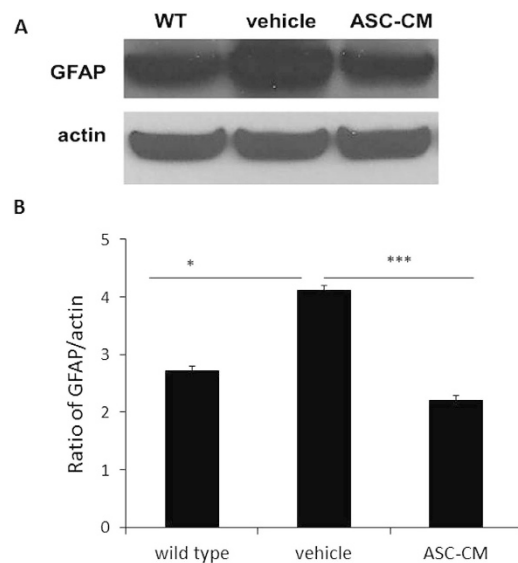 A
WT vehicle ASC-CM
GFAP
actin
B
Ratio of GFAP/actin
5
4
3
2
1
0
* ***
wild type vehicle ASC-CM